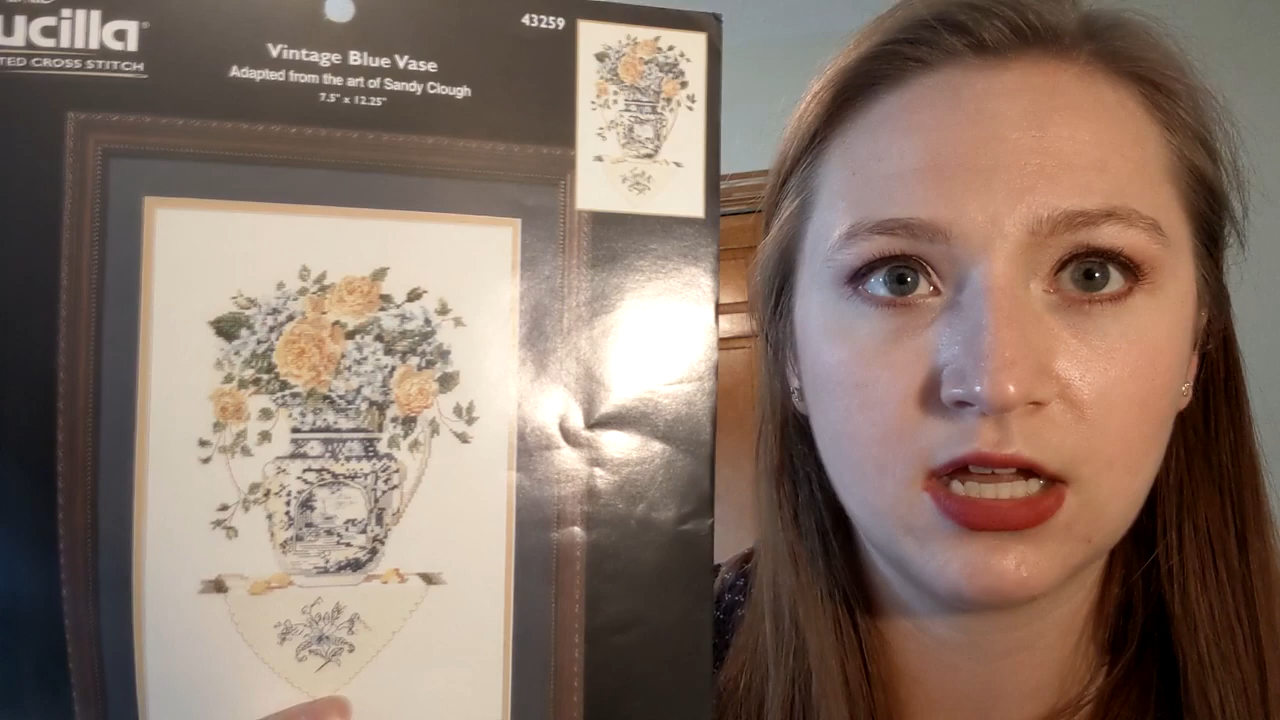 ucilla®
TED CROSS STITCH
Vintage Blue Vase
Adapted from the art of Sandy Clough
7.5" x 12.25"
43259